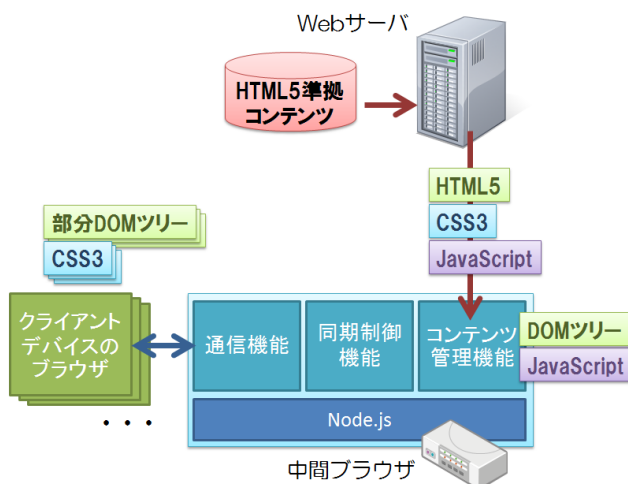 Webサーバ
HTML5準拠
コンテンツ
HTML5
CSS3
JavaScript
部分DOMツリー
CSS3
クライアント
デバイスの
ブラウザ
・・・
通信機能
同期制御
機能
コンテンツ
管理機能
DOMツリー
JavaScript
Node.js
中間ブラウザ